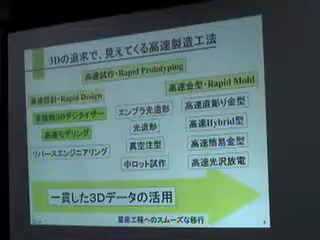 3Dの追求で、見えてくる高速製造工法
高速試作・Rapid Prototyping
高速設計・Rapid Design
高速金型・Rapid Mold
非接触3Dデジタイザー
高速モデリング
リバースエンジニアリング
エンプラ光造形
光造形
真空注型
中ロット試作
高速直彫り金型
高速Hybrid型
高速簡易金型
高速光沢放電
一貫した3Dデータの活用
量産工程へのスムーズな移行